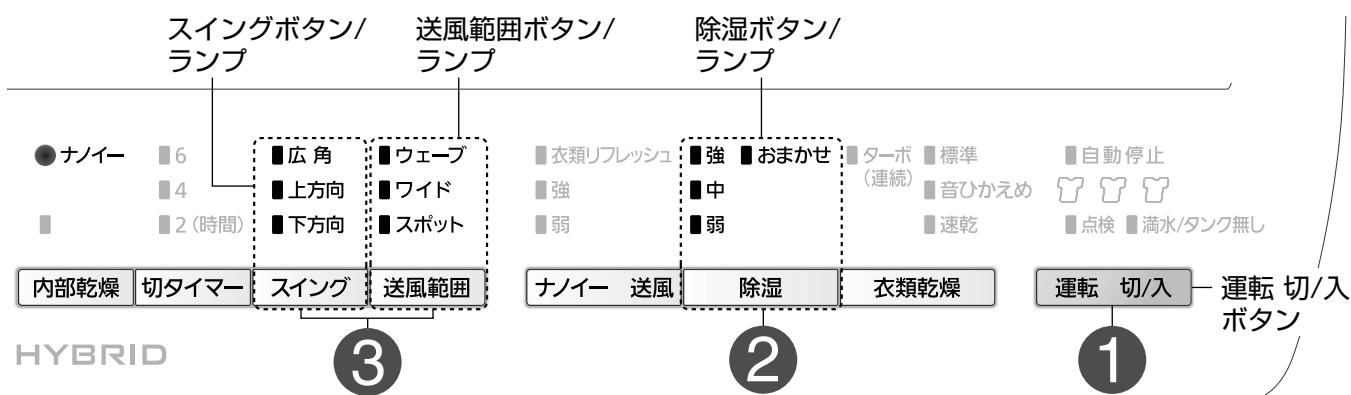 スイングボタン/
ランプ
送風範囲ボタン/
ランプ
除湿ボタン/
ランプ
ナノイー
6
4
2(時間)
広 角
上方向
下方向
ウェーブ
ワイド
スポット
衣類リフレッシュ
強
弱
強
おまかせ
中
弱
ターボ
(連続)
標準
音ひかえめ
速乾
自動停止
点検
満水/タンク無し
内部乾燥
切タイマー
スイング
送風範囲
ナノイー 送風
除湿
衣類乾燥
運転 切/入
運転 切/入
ボタン
HYBRID
3
2
1